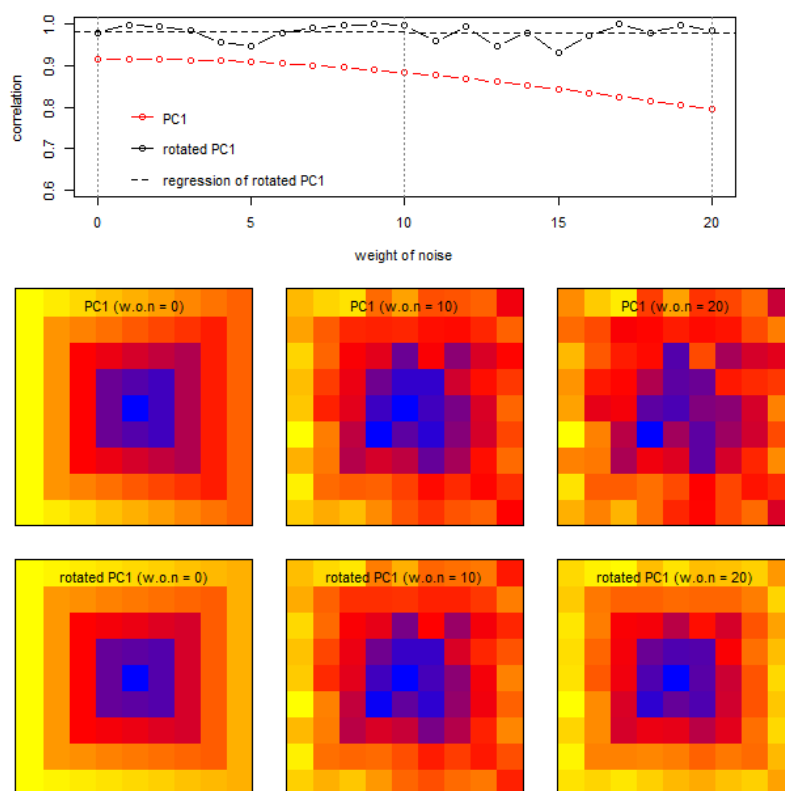 1.0
0.9
0.8
0.7
0.6
correlation
PC1
rotated PC1
regression of rotated PC1
0 5 10 15 20
weight of noise
PC1 (w.o.n = 0) PC1 (w.o.n = 10) PC1 (w.o.n = 20)
rotated PC1 (w.o.n = 0) rotated PC1 (w.o.n = 10) rotated PC1 (w.o.n = 20)